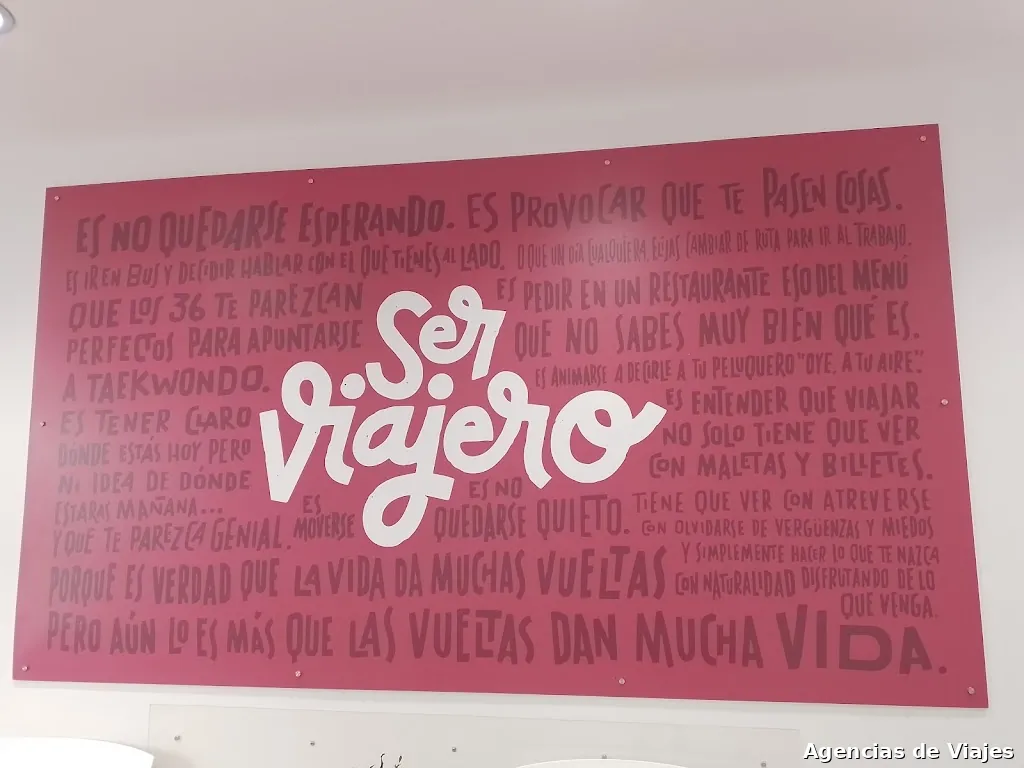 ES NO QUEDARSE ESPERANDO. ES PROVOCAR QUE TE PASEN COSAS.
ES IR EN BUS Y DECIDIR HABLAR CON EL QUE TIENES AL LADO.
O QUE UN DÍA CUALQUIERA, ELIJAS CAMBIAR DE RUTA PARA IR AL TRABAJO.
QUE LOS 36 TE PAREZCAN
PERFECTOS PARA APUNTARSE
A TAEKWONDO.
ES PEDIR EN UN RESTAURANTE ESO DEL MENÚ
QUE NO SABES MUY BIEN QUÉ ES.
ES ANIMARSE A DECIRLE A TU PELUQUERO "OYE, A TU AIRE".
Ser
viajero
ES TENER CLARO
DÓNDE ESTÁS HOY PERO
NI IDEA DE DÓNDE
ESTARÁS MAÑANA...
Y QUE TE PAREZCA GENIAL.
ES
MOVERSE
ES NO
QUEDARSE QUIETO.
ES ENTENDER QUE VIAJAR
NO SOLO TIENE QUE VER
CON MALETAS Y BILLETES.
TIENE QUE VER CON ATREVERSE
CON OLVIDARSE DE VERGÜENZAS Y MIEDOS
Y SIMPLEMENTE HACER LO QUE TE NAZCA
CON NATURALIDAD DISFRUTANDO DE LO
QUE VENGA.
PORQUE ES VERDAD QUE LA VIDA DA MUCHAS VUELTAS
PERO AÚN LO ES MÁS QUE LAS VUELTAS DAN MUCHA VIDA.
Agencias de Viajes